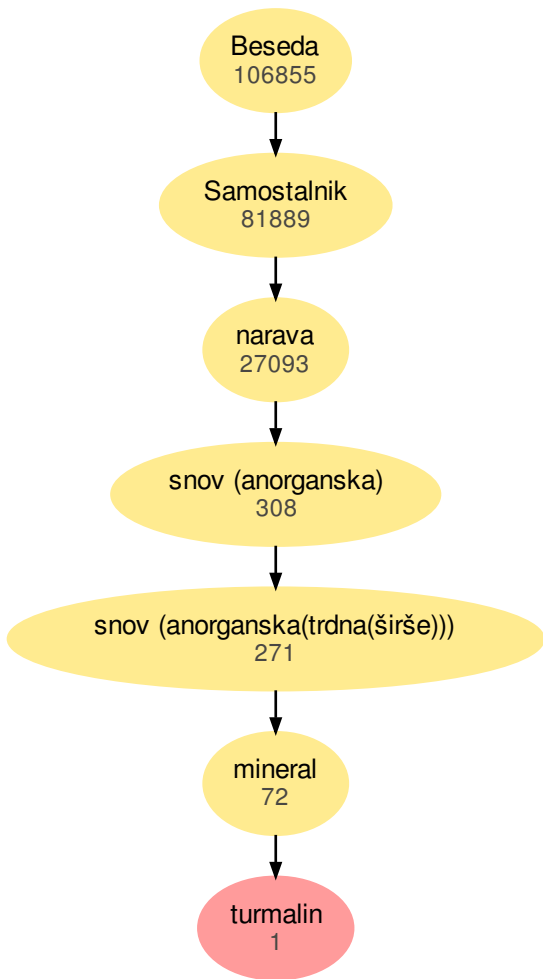 Beseda
106855
Samostalnik
81889
narava
27093
snov (anorganska)
308
snov (anorganska(trdna(širše)))
271
mineral
72
turmalin
1